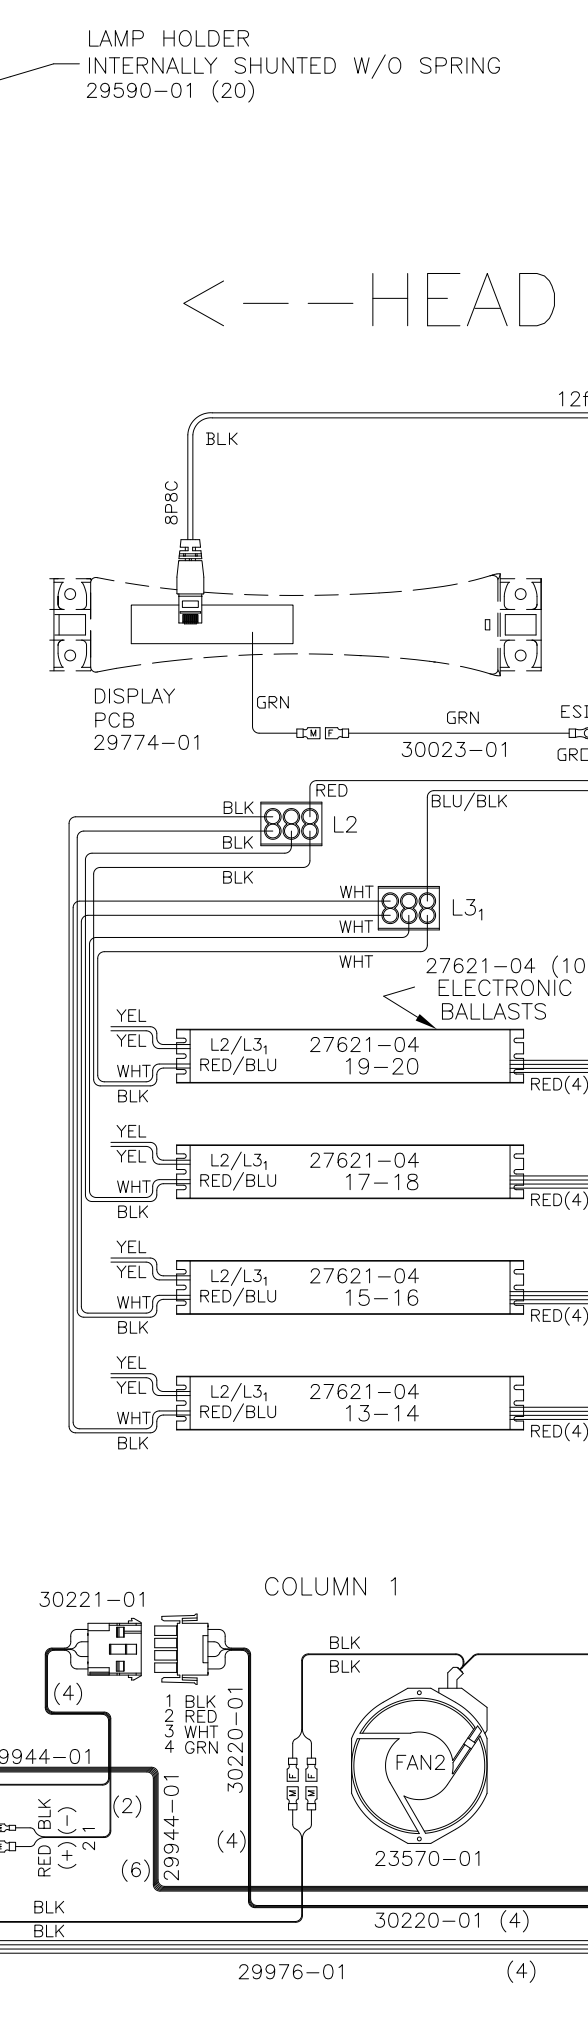 LAMP HOLDER
INTERNALLY SHUNTED W/O SPRING
29590-01 (20)
<---HEAD
12f
BLK
8P8C
DISPLAY
PCB
29774-01
GRN
M F
GRN
30023-01
ESI
GRD
RED
BLU/BLK
BLK
L2
BLK
BLK
WHT
L3₁
WHT
WHT
27621-04 (10
ELECTRONIC
BALLASTS
YEL
YEL
WHT
BLK
L2/L3₁
RED/BLU
27621-04
19-20
RED(4)
YEL
YEL
WHT
BLK
L2/L3₁
RED/BLU
27621-04
17-18
RED(4)
YEL
YEL
WHT
BLK
L2/L3₁
RED/BLU
27621-04
15-16
RED(4)
YEL
YEL
WHT
BLK
L2/L3₁
RED/BLU
27621-04
13-14
RED(4)
COLUMN 1
30221-01
(4)
1 BLK
2 RED
3 WHT
4 GRN
30220-01
BLK
BLK
F F
M M
FAN2
23570-01
9944-01
29944-01
(2)
BLK (-) 1
RED (+) 2
(6)
(4)
BLK
BLK
30220-01 (4)
29976-01
(4)